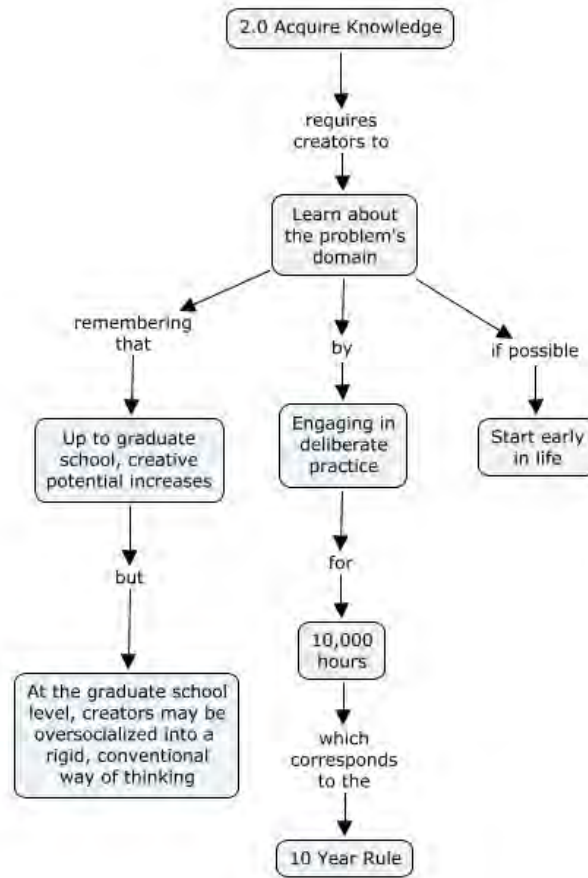 2.0 Acquire Knowledge
requires
creators to
Learn about
the problem's
domain
remembering
that
by
if possible
Up to graduate
school, creative
potential increases
Engaging in
deliberate
practice
Start early
in life
but
for
10,000
hours
At the graduate school
level, creators may be
oversocialized into a
rigid, conventional
way of thinking
which
corresponds
to the
10 Year Rule